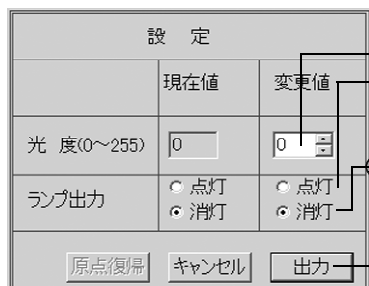 設 定
現在値 変更値
光 度(0～255) 0 0
ランプ出力 点灯 点灯
消灯 消灯
原点復帰 キャンセル 出力